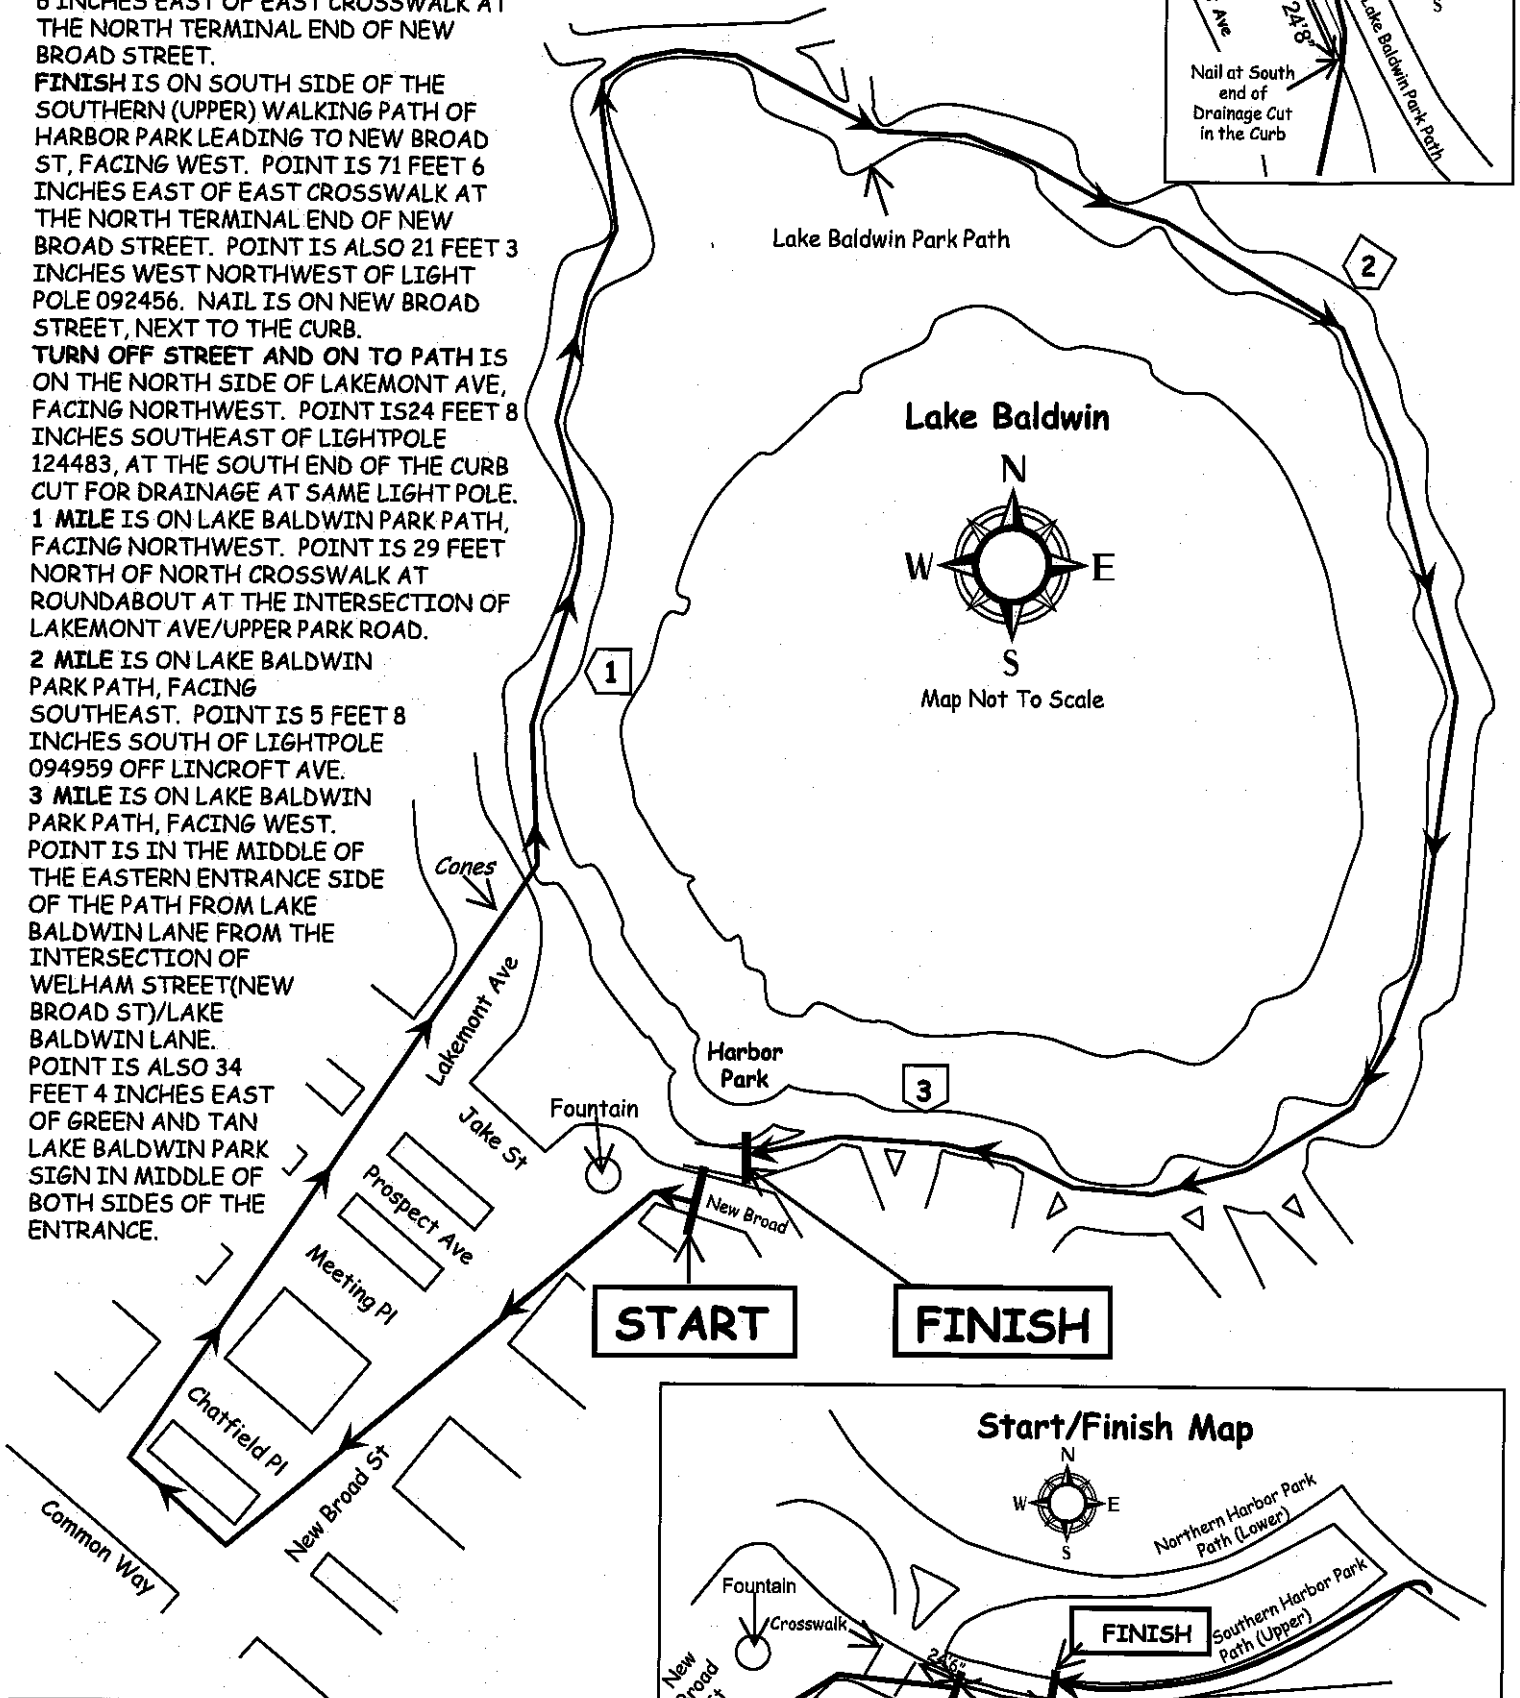 6 INCHES EAST OF EAST CROSSWALK AT
THE NORTH TERMINAL END OF NEW
BROAD STREET.
FINISH IS ON SOUTH SIDE OF THE
SOUTHERN (UPPER) WALKING PATH OF
HARBOR PARK LEADING TO NEW BROAD
ST, FACING WEST. POINT IS 71 FEET 6
INCHES EAST OF EAST CROSSWALK AT
THE NORTH TERMINAL END OF NEW
BROAD STREET. POINT IS ALSO 21 FEET 3
INCHES WEST NORTHWEST OF LIGHT
POLE 092456. NAIL IS ON NEW BROAD
STREET, NEXT TO THE CURB.
TURN OFF STREET AND ON TO PATH IS
ON THE NORTH SIDE OF LAKEMONT AVE,
FACING NORTHWEST. POINT IS24 FEET 8
INCHES SOUTHEAST OF LIGHTPOLE
124483, AT THE SOUTH END OF THE CURB
CUT FOR DRAINAGE AT SAME LIGHT POLE.
1 MILE IS ON LAKE BALDWIN PARK PATH,
FACING NORTHWEST. POINT IS 29 FEET
NORTH OF NORTH CROSSWALK AT
ROUNDABOUT AT THE INTERSECTION OF
LAKEMONT AVE/UPPER PARK ROAD.
2 MILE IS ON LAKE BALDWIN
PARK PATH, FACING
SOUTHEAST. POINT IS 5 FEET 8
INCHES SOUTH OF LIGHTPOLE
094959 OFF LINCROFT AVE.
3 MILE IS ON LAKE BALDWIN
PARK PATH, FACING WEST.
POINT IS IN THE MIDDLE OF
THE EASTERN ENTRANCE SIDE
OF THE PATH FROM LAKE
BALDWIN LANE FROM THE
INTERSECTION OF
WELHAM STREET(NEW
BROAD ST)/LAKE
BALDWIN LANE.
POINT IS ALSO 34
FEET 4 INCHES EAST
OF GREEN AND TAN
LAKE BALDWIN PARK
SIGN IN MIDDLE OF
BOTH SIDES OF THE
ENTRANCE.
Ave
24'8"
Lake Baldwin Park Path
S
Nail at South
end of
Drainage Cut
in the Curb
Lake Baldwin Park Path
2
Lake Baldwin
N
W E
S
Map Not To Scale
1
Cones
Lakemont Ave
Harbor
Park
3
Fountain
Jake St
Prospect Ave
New Broad
Meeting Pl
START
FINISH
Chatfield Pl
New Broad St
Common Way
Start/Finish Map
N
W E
S
Northern Harbor Park
Path (Lower)
Fountain
Crosswalk
FINISH
Southern Harbor Park
Path (Upper)
New